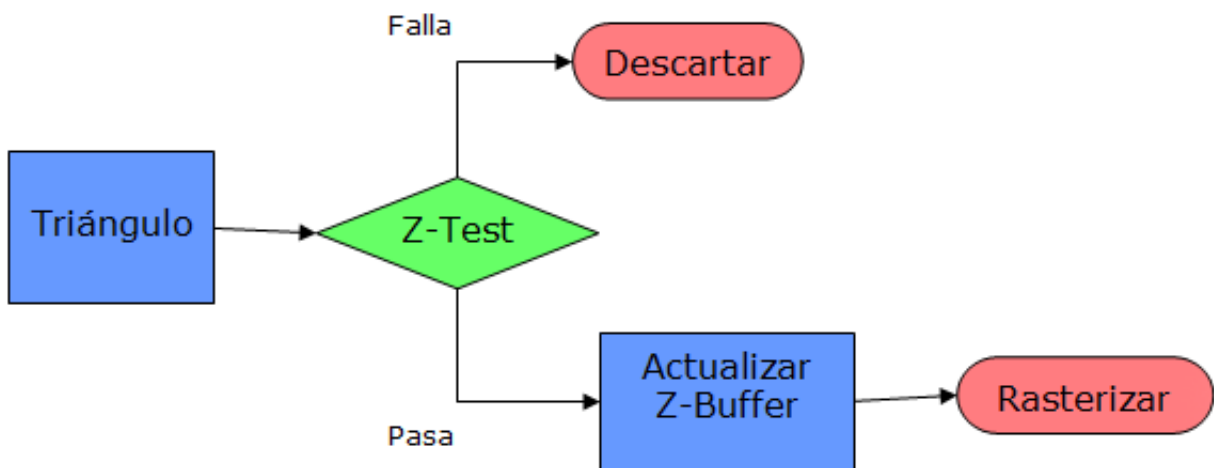 Falla
Descartar
Triángulo
Z-Test
Actualizar
Z-Buffer
Rasterizar
Pasa